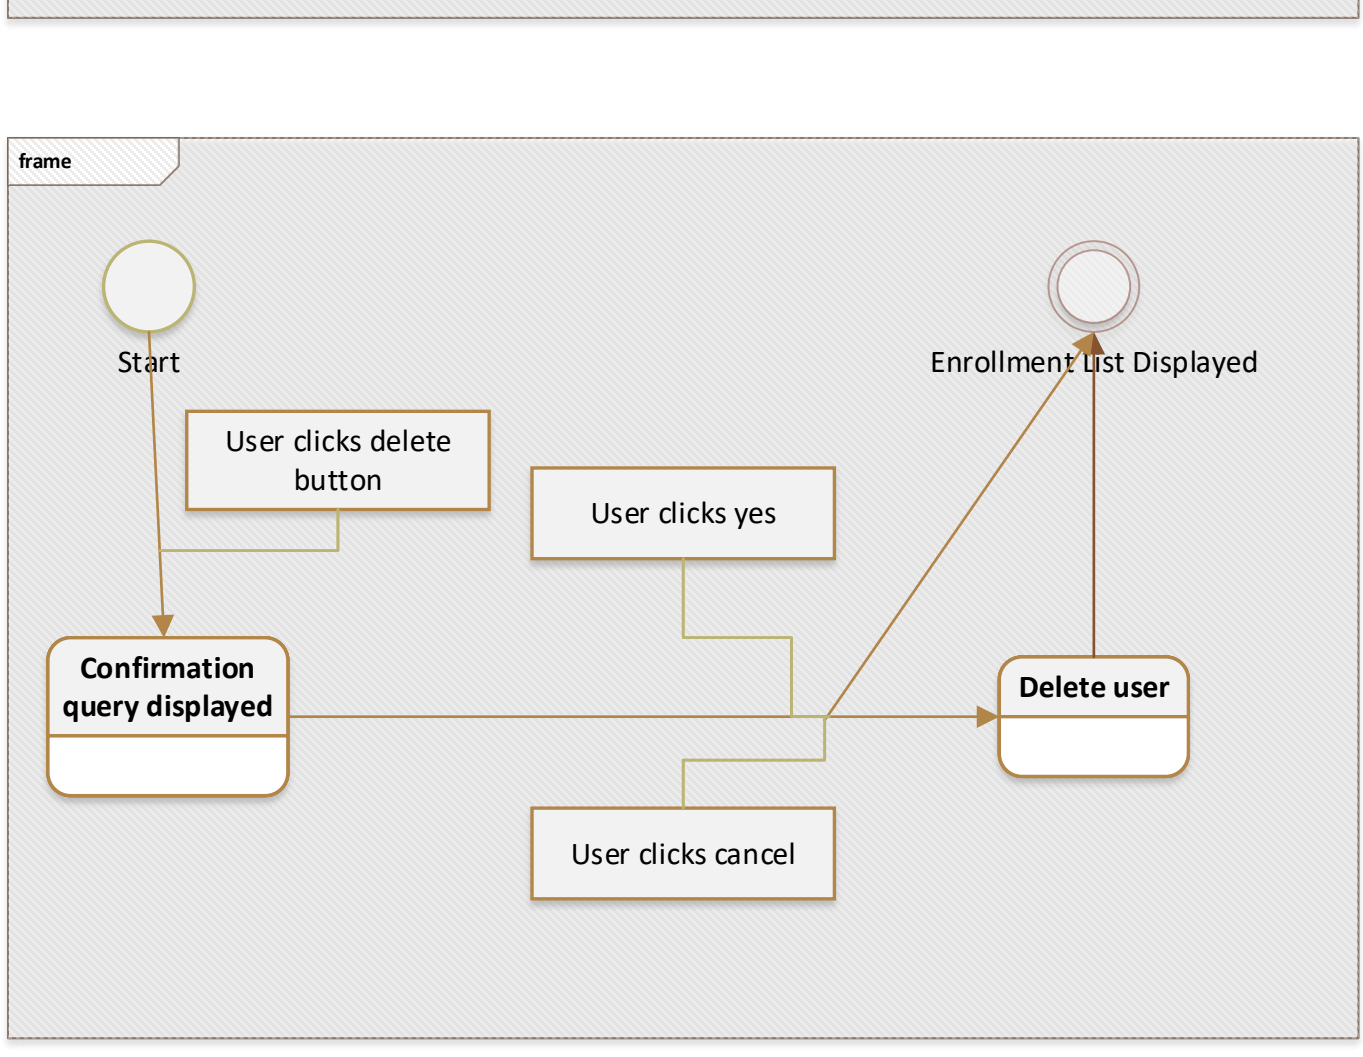 frame
Start
Enrollment List Displayed
User clicks delete
button
User clicks yes
Confirmation
query displayed
Delete user
User clicks cancel